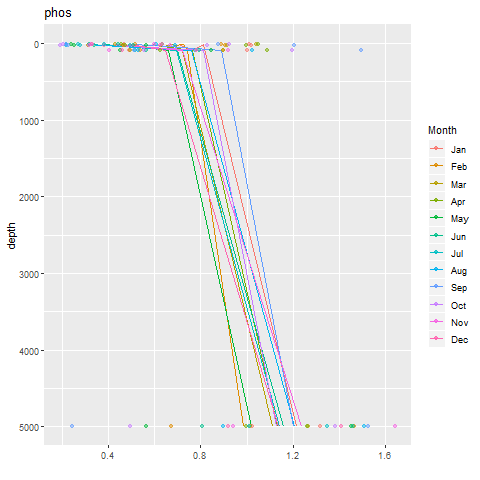 phos
depth
0
1000
2000
3000
4000
5000
0.4
0.8
1.2
1.6
Month
Jan
Feb
Mar
Apr
May
Jun
Jul
Aug
Sep
Oct
Nov
Dec